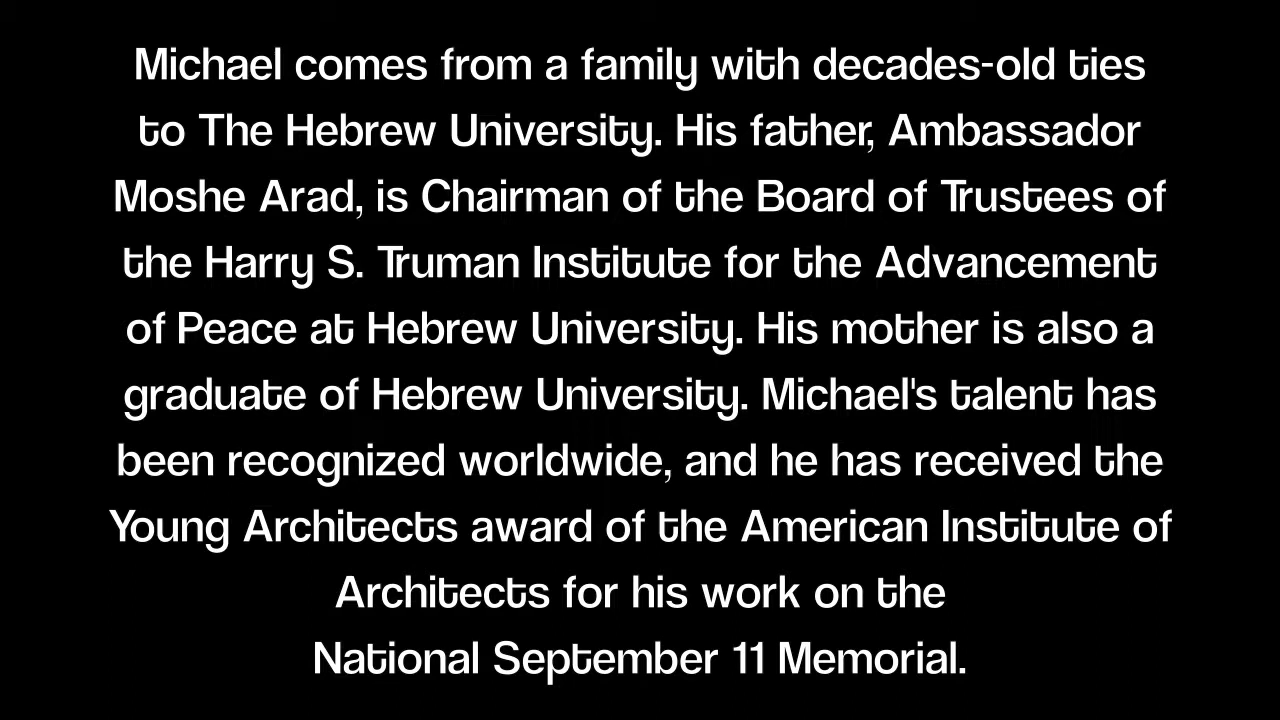 Michael comes from a family with decades-old ties
to The Hebrew University. His father, Ambassador
Moshe Arad, is Chairman of the Board of Trustees of
the Harry S. Truman Institute for the Advancement
of Peace at Hebrew University. His mother is also a
graduate of Hebrew University. Michael's talent has
been recognized worldwide, and he has received the
Young Architects award of the American Institute of
Architects for his work on the
National September 11 Memorial.